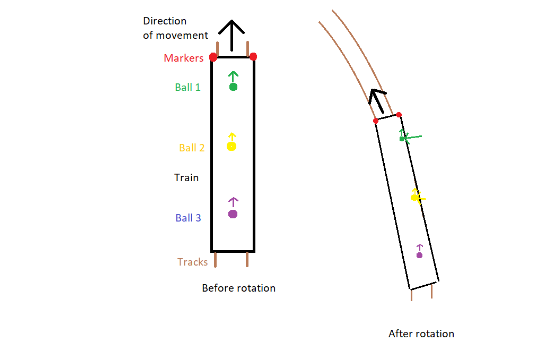 Direction
of movement
Markers
Ball 1
Ball 2
Train
Ball 3
Tracks
Before rotation
After rotation